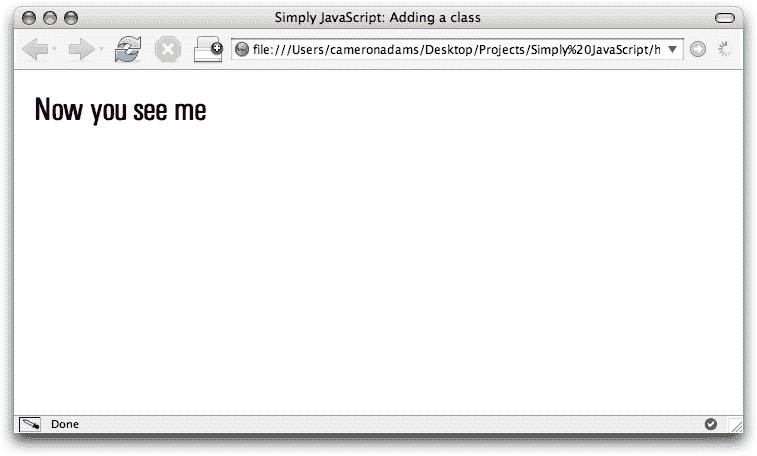 Simply JavaScript: Adding a class
file:///Users/cameronadams/Desktop/Projects/Simply%20JavaScript/h
Now you see me
Done